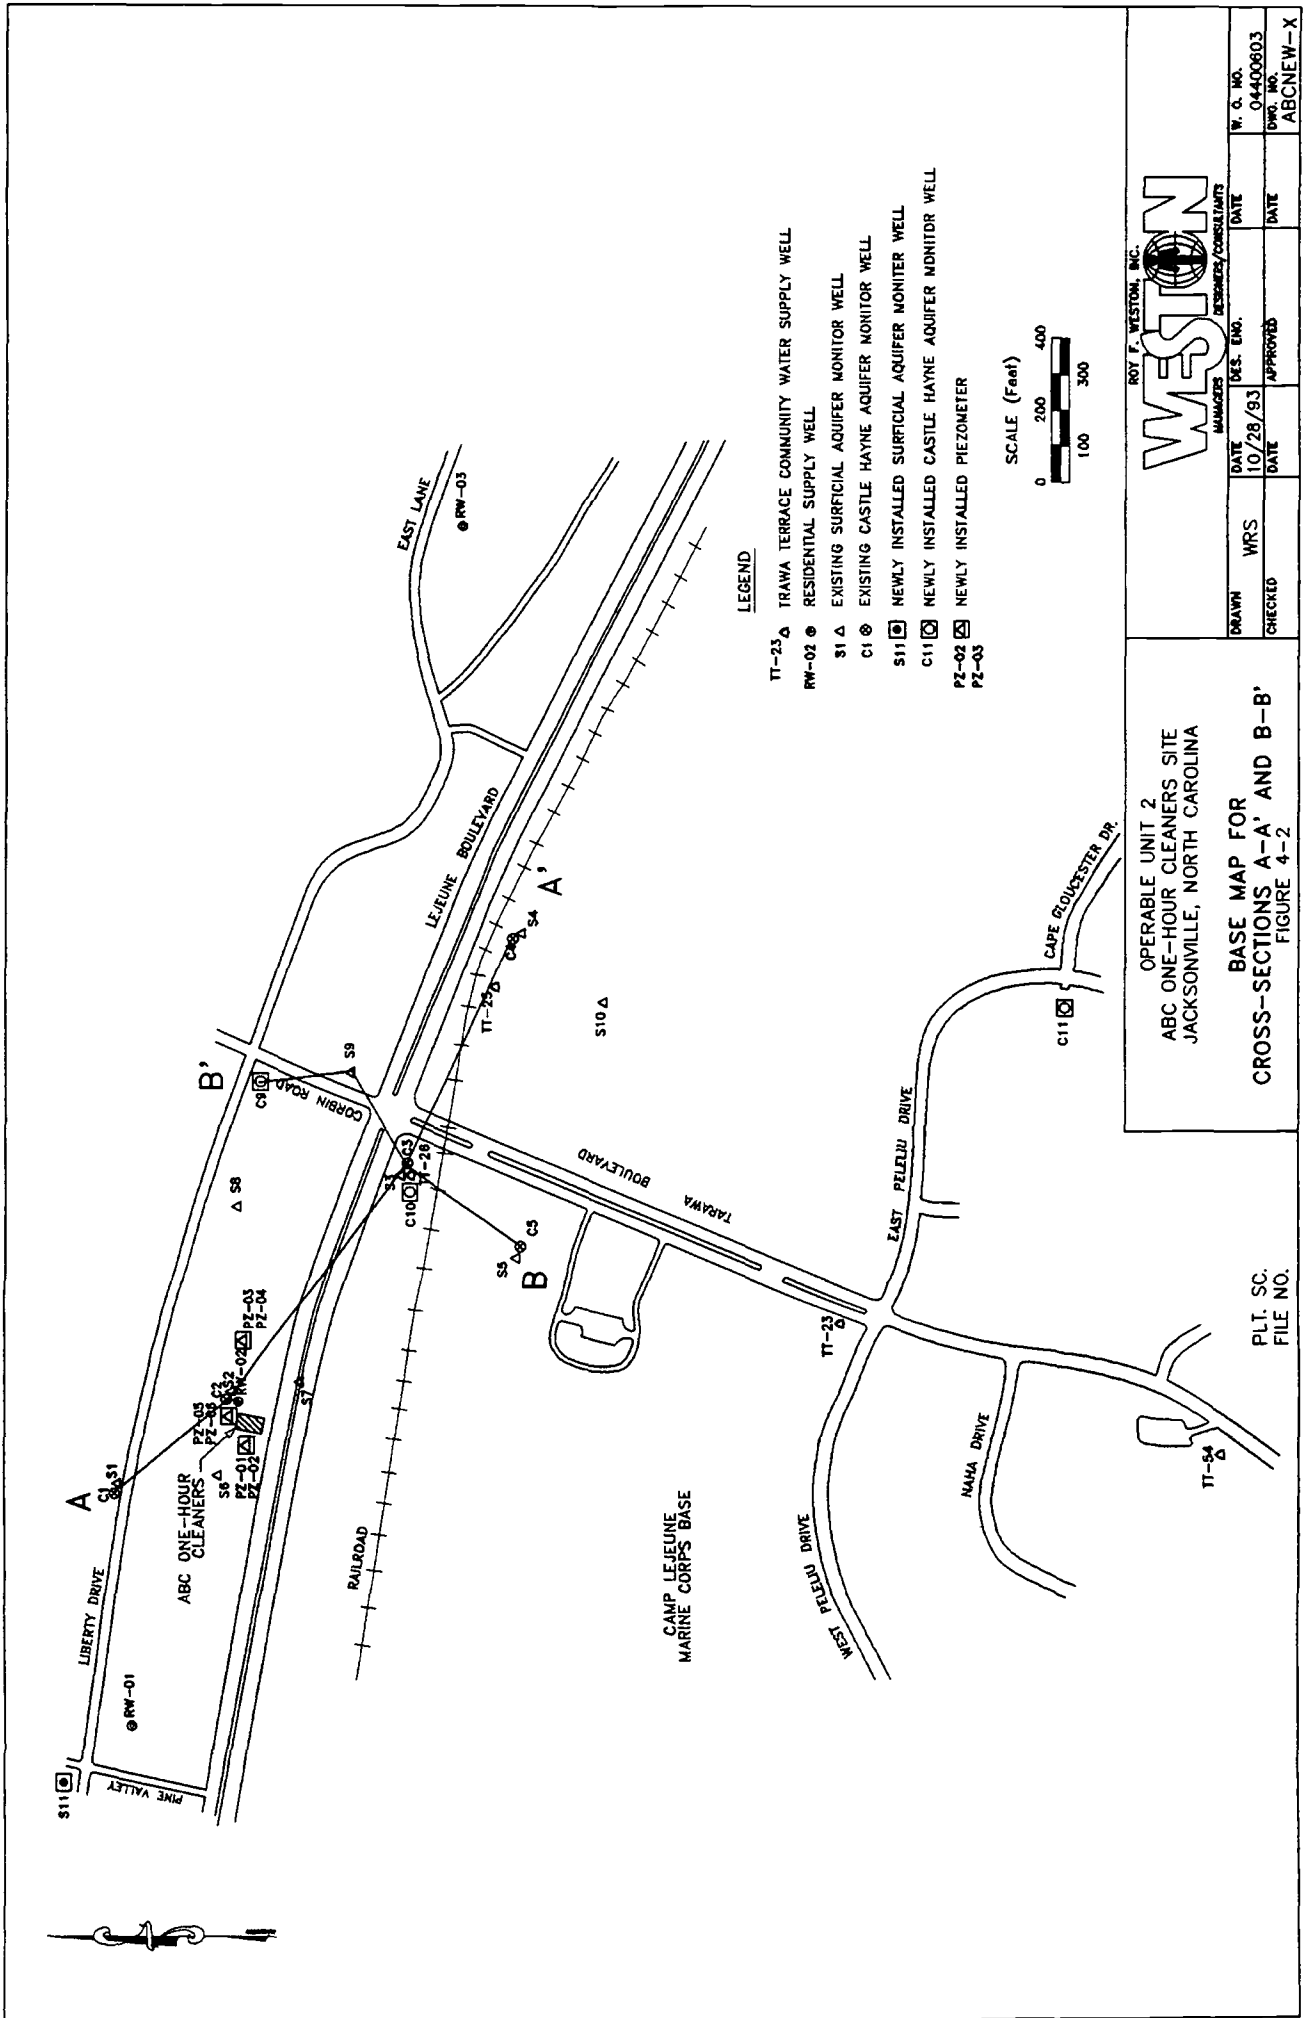 S11
PINE VALLEY
LIBERTY DRIVE
RW-01
A
C1
S1
ABC ONE-HOUR
CLEANERS
S6
PZ-01
PZ-02
PZ-05
C2
S2
RW-02
PZ-03
PZ-04
S7
S8
B'
C9
CORBIN ROAD
S9
LEJEUNE BOULEVARD
EAST LANE
RW-03
RAILROAD
S3
C3
TT-26
C10
S5
C5
B
TT-25
S4
A'
S10
TARAWA
BOULEVARD
CAMP LEJEUNE
MARINE CORPS BASE
TT-23
EAST PELELIU DRIVE
WEST PELELIU DRIVE
NAHA DRIVE
TT-54
CAPE GLOUCESTER DR.
C11
LEGEND
TT-23 TRAWA TERRACE COMMUNITY WATER SUPPLY WELL
RW-02 RESIDENTIAL SUPPLY WELL
S1 EXISTING SURFICIAL AQUIFER MONITOR WELL
C1 EXISTING CASTLE HAYNE AQUIFER MONITOR WELL
S11 NEWLY INSTALLED SURFICIAL AQUIFER MONITER WELL
C11 NEWLY INSTALLED CASTLE HAYNE AQUIFER MONITOR WELL
PZ-02 NEWLY INSTALLED PIEZOMETER
PZ-03
SCALE (Feet)
0 200 400
100 300
PLT. SC.
FILE NO.
OPERABLE UNIT 2
ABC ONE-HOUR CLEANERS SITE
JACKSONVILLE, NORTH CAROLINA
BASE MAP FOR
CROSS-SECTIONS A-A' AND B-B'
FIGURE 4-2
ROY F. WESTON, INC.
WESTON
MANAGERS DESIGNERS/CONSULTANTS
DRAWN WRS
DATE 10/28/93
DES. ENG.
DATE
W. O. NO. 04400603
CHECKED
DATE
APPROVED
DATE
DWG. NO. ABCNEW-X